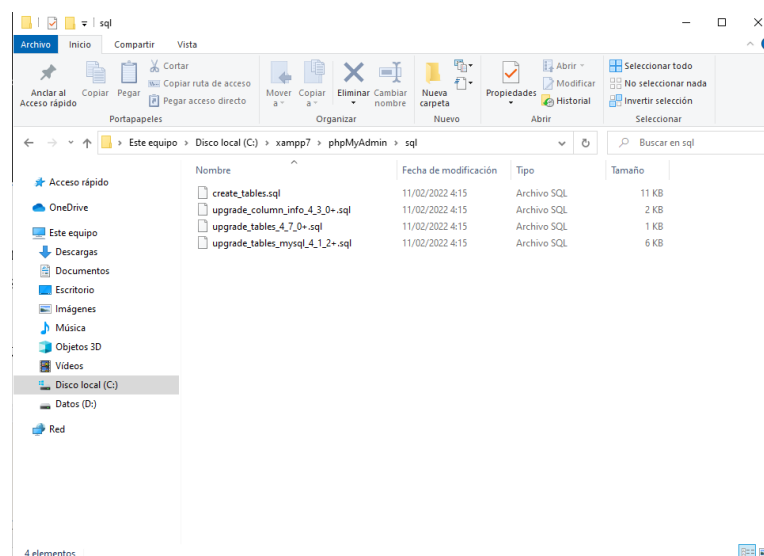 sql
Archivo Inicio Compartir Vista
Anclar al Acceso rápido
Copiar
Pegar
Cortar
Copiar ruta de acceso
Pegar acceso directo
Portapapeles
Mover a
Copiar a
Eliminar
Cambiar nombre
Organizar
Nueva carpeta
Nuevo
Propiedades
Abrir
Modificar
Historial
Abrir
Seleccionar todo
No seleccionar nada
Invertir selección
Seleccionar
Este equipo > Disco local (C:) > xampp7 > phpMyAdmin > sql
Buscar en sql
Nombre Fecha de modificación Tipo Tamaño
create_tables.sql 11/02/2022 4:15 Archivo SQL 11 KB
upgrade_column_info_4_3_0+.sql 11/02/2022 4:15 Archivo SQL 2 KB
upgrade_tables_4_7_0+.sql 11/02/2022 4:15 Archivo SQL 1 KB
upgrade_tables_mysql_4_1_2+.sql 11/02/2022 4:15 Archivo SQL 6 KB
Acceso rápido
OneDrive
Este equipo
Descargas
Documentos
Escritorio
Imágenes
Música
Objetos 3D
Vídeos
Disco local (C:)
Datos (D:)
Red
4 elementos